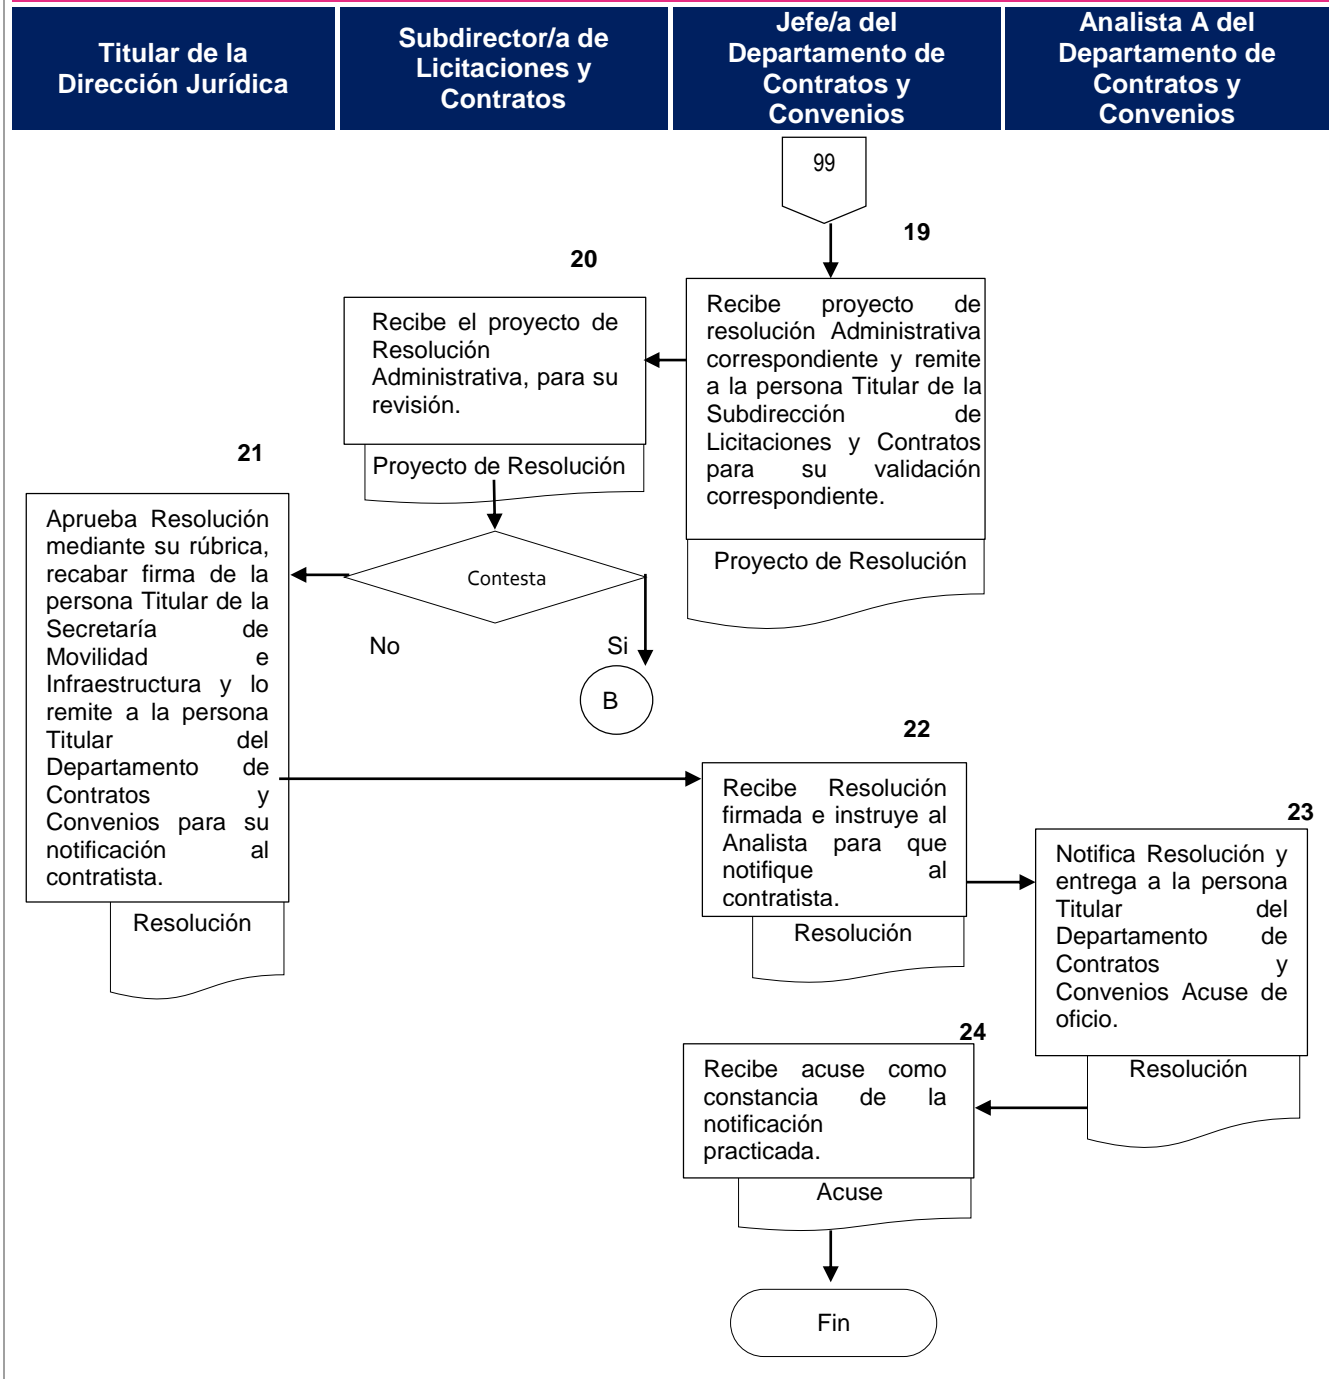 Titular de la
Dirección Jurídica
Subdirector/a de
Licitaciones y
Contratos
Jefe/a del
Departamento de
Contratos y
Convenios
Analista A del
Departamento de
Contratos y
Convenios
99
19
Recibe proyecto de
resolución Administrativa
correspondiente y remite
a la persona Titular de la
Subdirección de
Licitaciones y Contratos
para su validación
correspondiente.
Proyecto de Resolución
20
Recibe el proyecto de
Resolución
Administrativa, para su
revisión.
Proyecto de Resolución
Contesta
No
Si
B
21
Aprueba Resolución
mediante su rúbrica,
recabar firma de la
persona Titular de la
Secretaría de
Movilidad e
Infraestructura y lo
remite a la persona
Titular del
Departamento de
Contratos y
Convenios para su
notificación al
contratista.
Resolución
22
Recibe Resolución
firmada e instruye al
Analista para que
notifique al
contratista.
Resolución
23
Notifica Resolución y
entrega a la persona
Titular del
Departamento de
Contratos y
Convenios Acuse de
oficio.
Resolución
24
Recibe acuse como
constancia de la
notificación
practicada.
Acuse
Fin